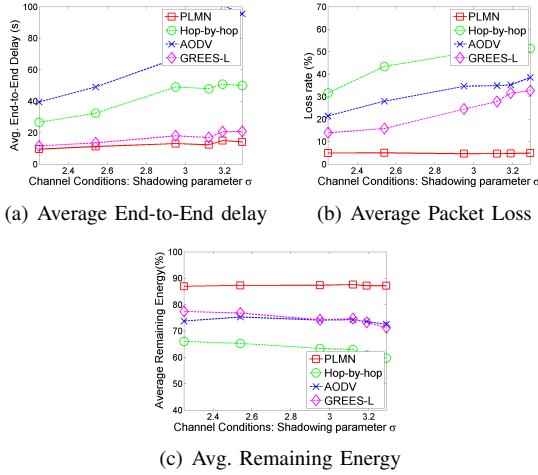 PLMN
Hop-by-hop
AODV
GREES-L
Avg. End-to-End Delay (s)
100
80
60
40
20
0
2.4 2.6 2.8 3 3.2
Channel Conditions: Shadowing parameter σ
(a) Average End-to-End delay
PLMN
Hop-by-hop
AODV
GREES-L
Loss rate (%)
70
60
50
40
30
20
10
0
2.4 2.6 2.8 3 3.2
Channel Conditions: Shadowing parameter σ
(b) Average Packet Loss
Average Remaining Energy(%)
100
90
80
70
60
50
40
PLMN
Hop-by-hop
AODV
GREES-L
2.4 2.6 2.8 3 3.2
Channel Conditions: Shadowing parameter σ
(c) Avg. Remaining Energy